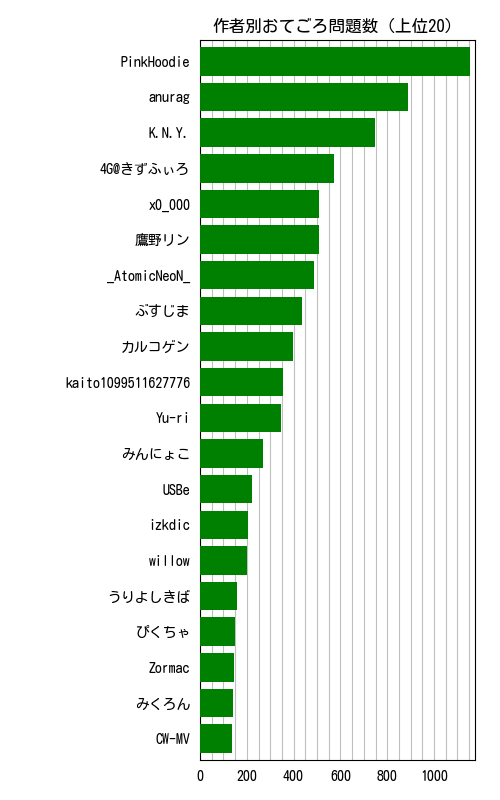 作者別おてごろ問題数 (上位20)
PinkHoodie
anurag
K.N.Y.
4G@きずふぃろ
x0_000
鷹野リン
_AtomicNeoN_
ぶすじま
カルコゲン
kaito1099511627776
Yu-ri
みんにょこ
USBe
izkdic
willow
うりよしきば
ぴくちゃ
Zormac
みくろん
CW-MV
0 200 400 600 800 1000